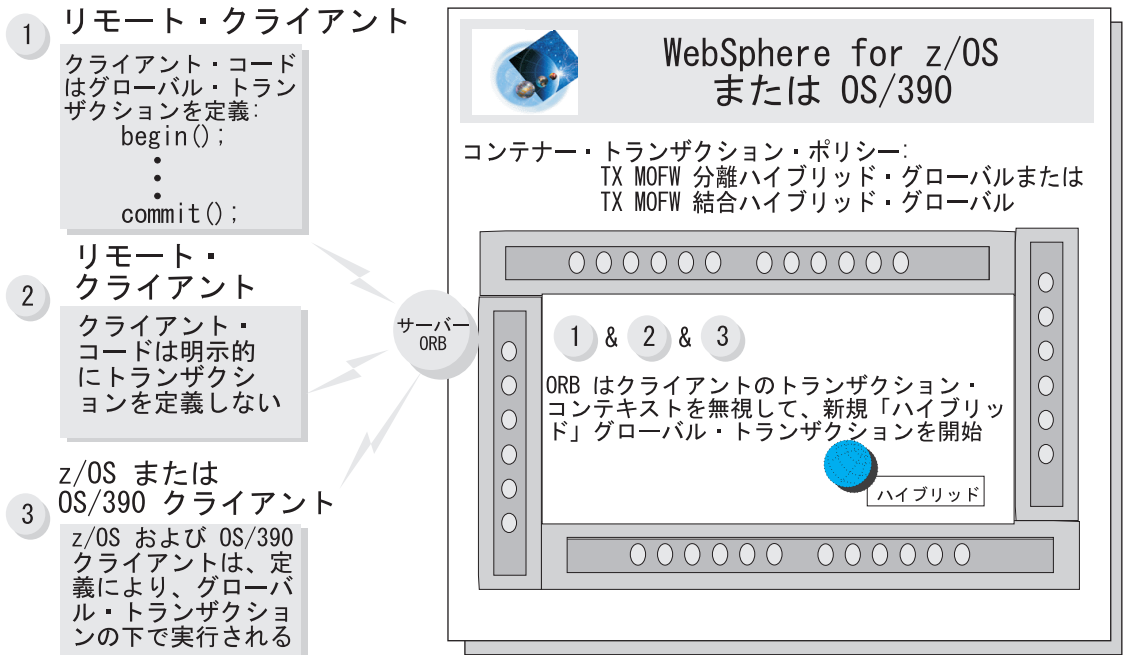 1
リモート・クライアント
クライアント・コード
はグローバル・トラン
ザクションを定義:
begin();
commit();
2
リモート・
クライアント
クライアント・
コードは明示的
にトランザクシ
ョンを定義しない
3
z/OS または
OS/390 クライアント
z/OS および OS/390
クライアントは、定
義により、グローバ
ル・トランザクショ
ンの下で実行される
サーバー
ORB
WebSphere for z/OS
または OS/390
コンテナー・トランザクション・ポリシー:
TX MOFW 分離ハイブリッド・グローバルまたは
TX MOFW 結合ハイブリッド・グローバル
1 & 2 & 3
ORB はクライアントのトランザクション・
コンテキストを無視して、新規「ハイブリッ
ド」グローバル・トランザクションを開始
ハイブリッド